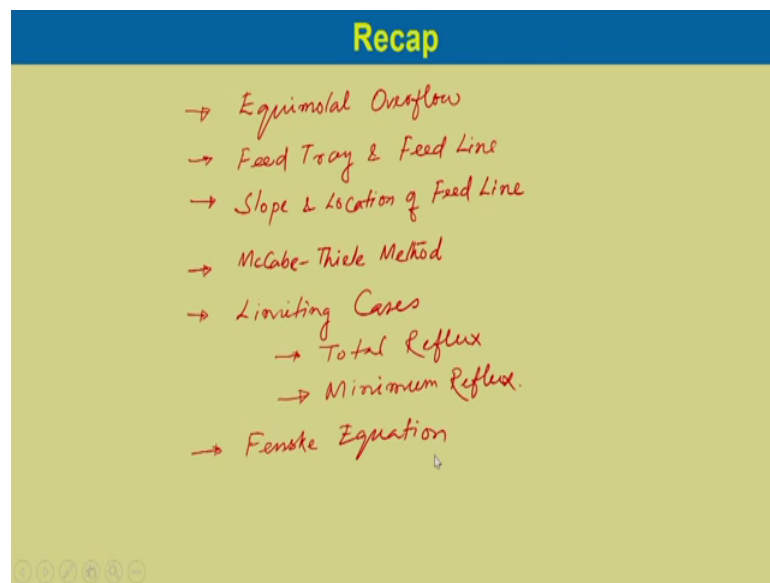 Recap
→ Equimolal Overflow
→ Feed Tray & Feed Line
→ Slope & Location of Feed Line
→ McCabe-Thiele Method
→ Limiting Cases
→ Total Reflux
→ Minimum Reflux.
→ Fenske Equation